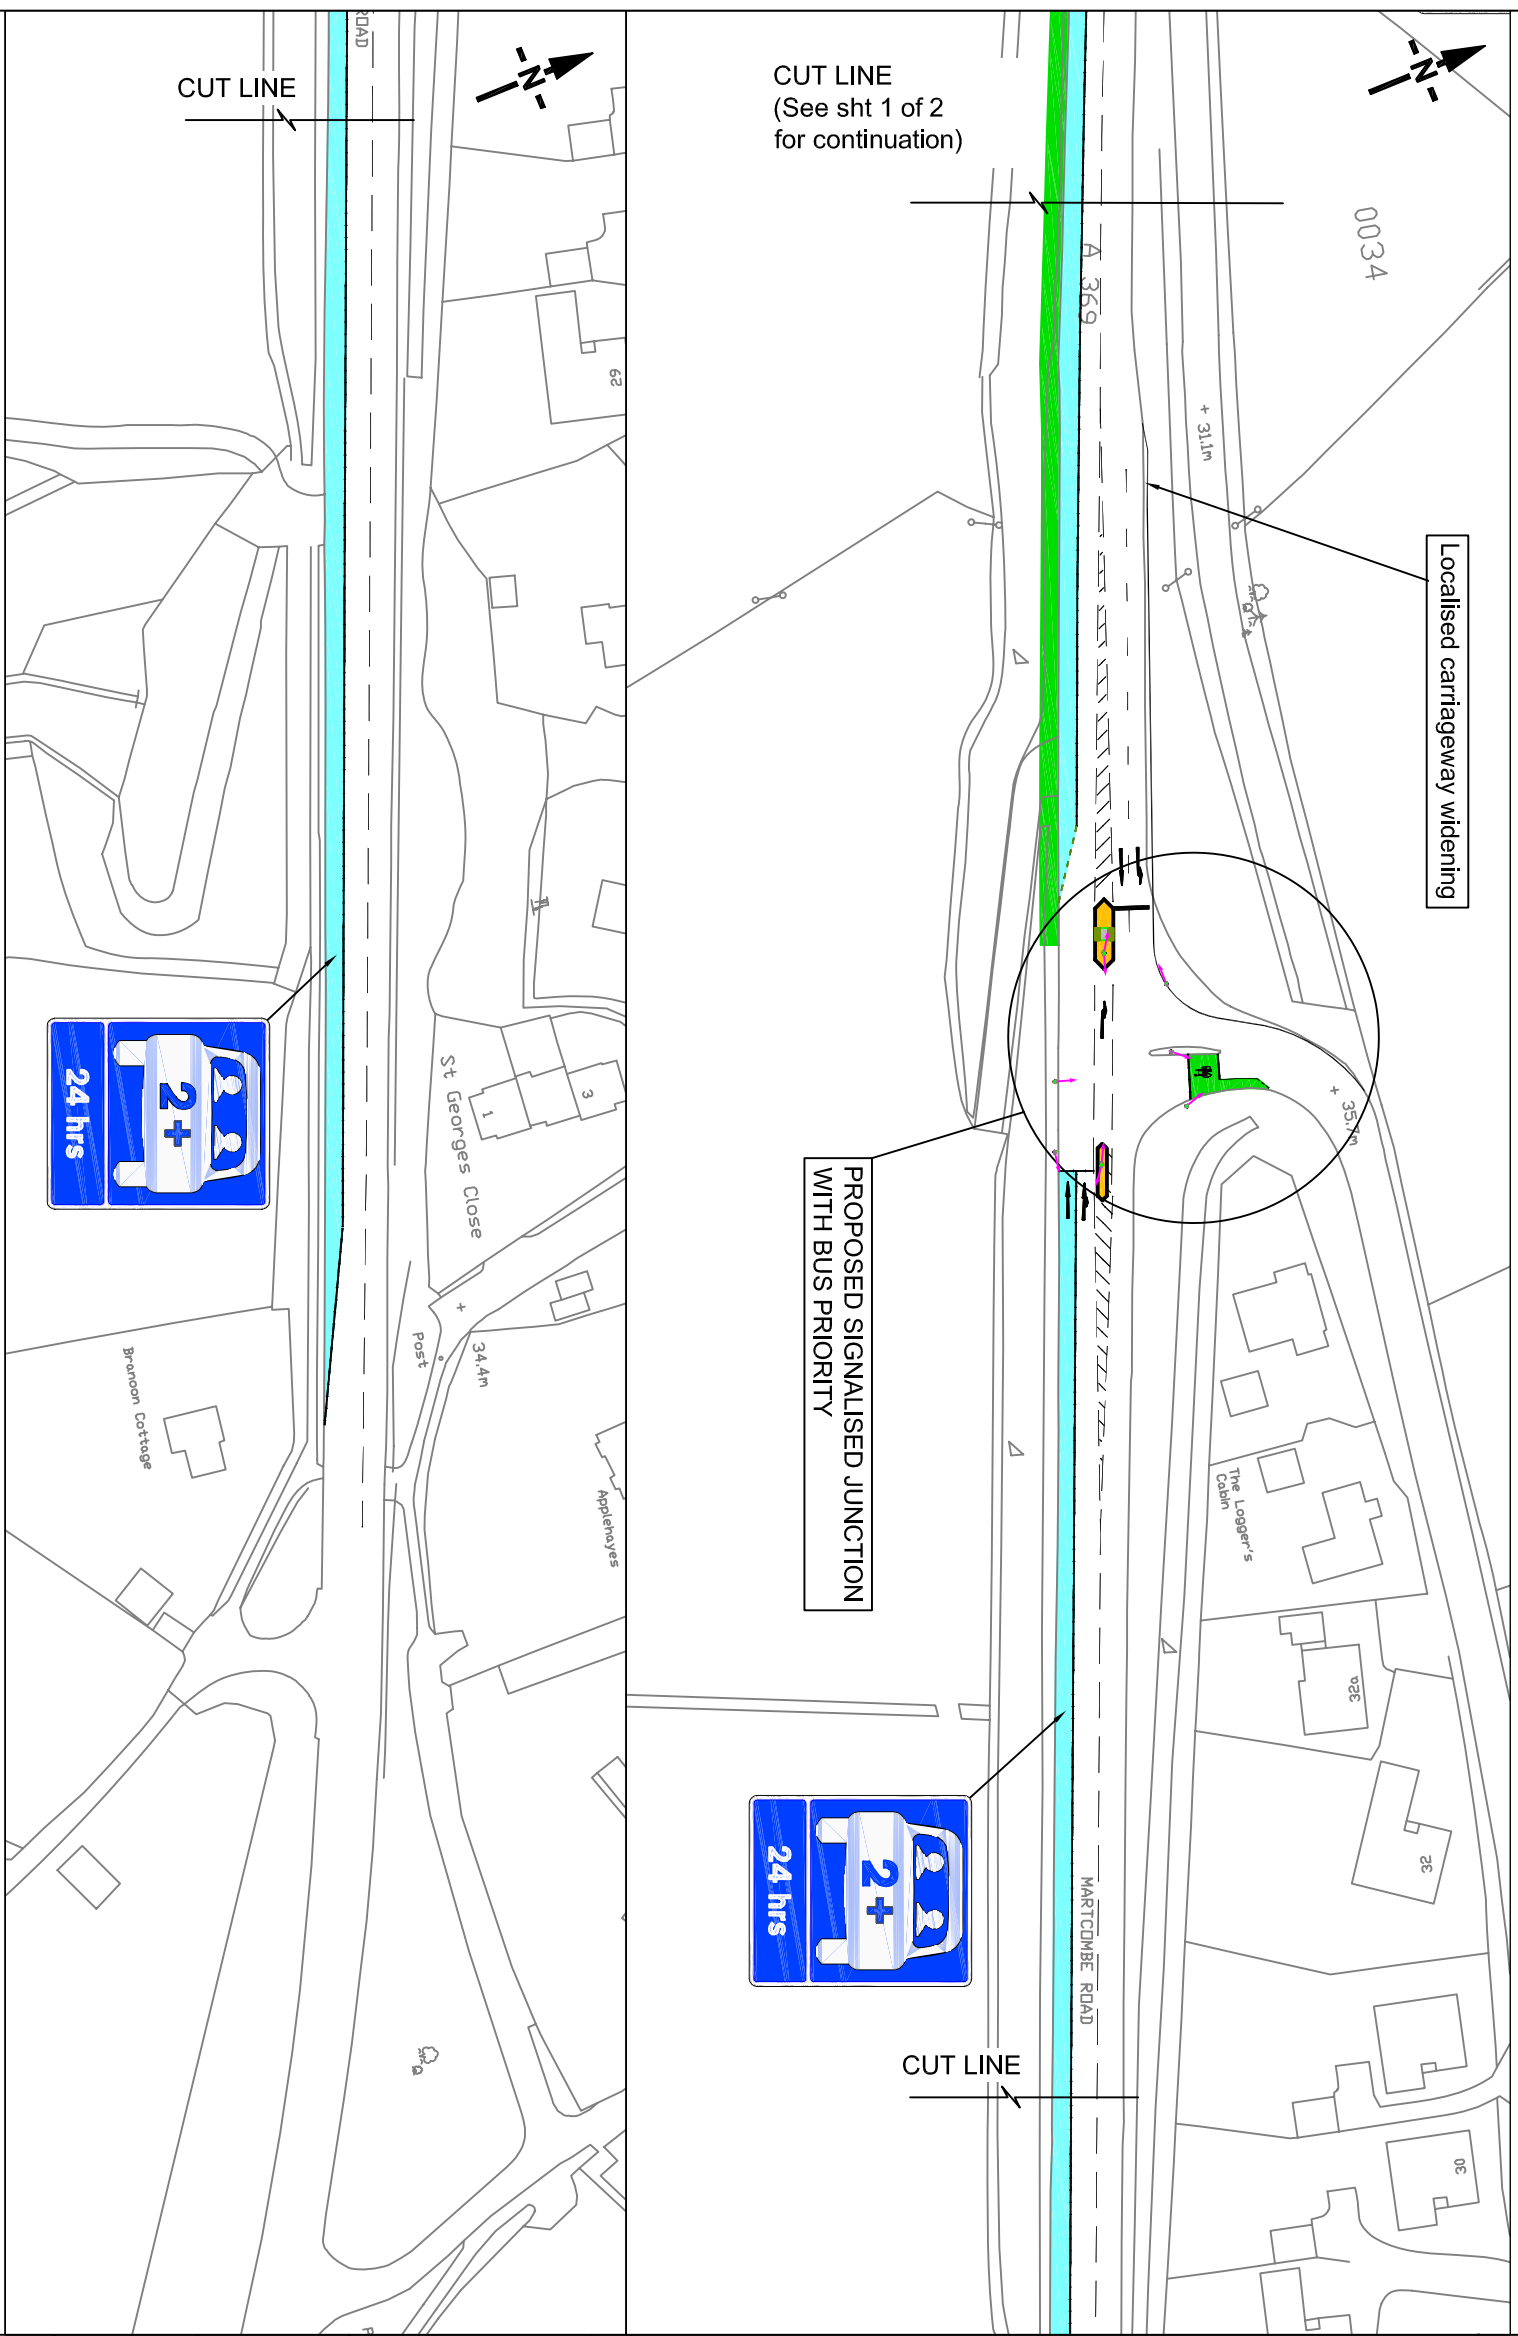 ROAD
CUT LINE
N
62
St Georges Close
1
3
Post
34.4m
Branoon Cottage
Applehayes
2+
24 hrs
CUT LINE
(See sht 1 of 2
for continuation)
N
0034
A 369
+ 31.1m
Localised carriageway widening
+ 35.7m
PROPOSED SIGNALISED JUNCTION
WITH BUS PRIORITY
The Logger's
Cabin
32a
32
2+
24 hrs
MARTCOMBE ROAD
CUT LINE
30